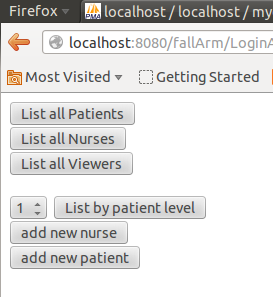 Firefox
localhost / localhost / my
localhost:8080/fallArm/LoginA
Most Visited Getting Started
List all Patients
List all Nurses
List all Viewers
1 List by patient level
add new nurse
add new patient